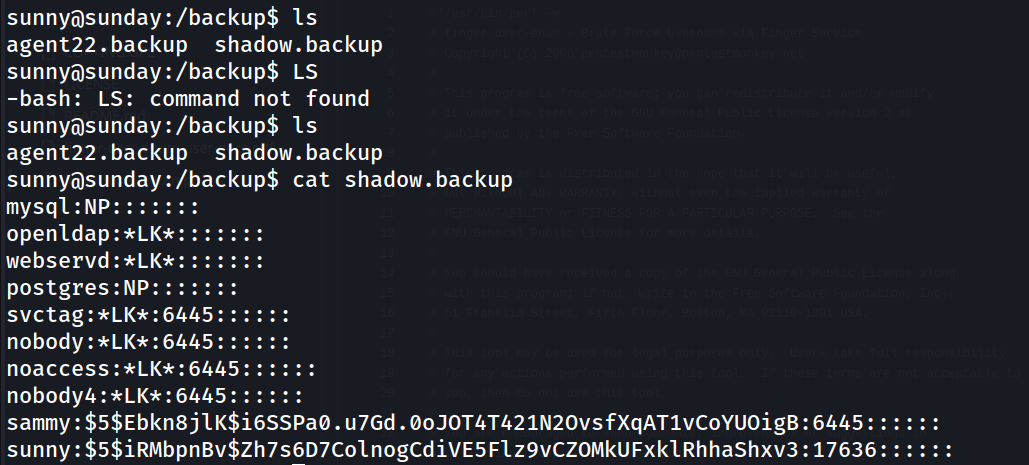 sunny@sunday:/backup$ ls
agent22.backup  shadow.backup
sunny@sunday:/backup$ LS
-bash: LS: command not found
sunny@sunday:/backup$ ls
agent22.backup  shadow.backup
sunny@sunday:/backup$ cat shadow.backup
mysql:NP:::::::
openldap:*LK*:::::::
webservd:*LK*:::::::
postgres:NP:::::::
svctag:*LK*:6445::::::
nobody:*LK*:6445::::::
noaccess:*LK*:6445::::::
nobody4:*LK*:6445::::::
sammy:$5$Ebkn8jlK$i6SSPa0.u7Gd.0oJOT4T421N2OvsfXqAT1vCoYUOigB:6445::::::
sunny:$5$iRMbpnBv$Zh7s6D7ColnogCdiVE5Flz9vCZOMkUFxklRhhaShxv3:17636::::::